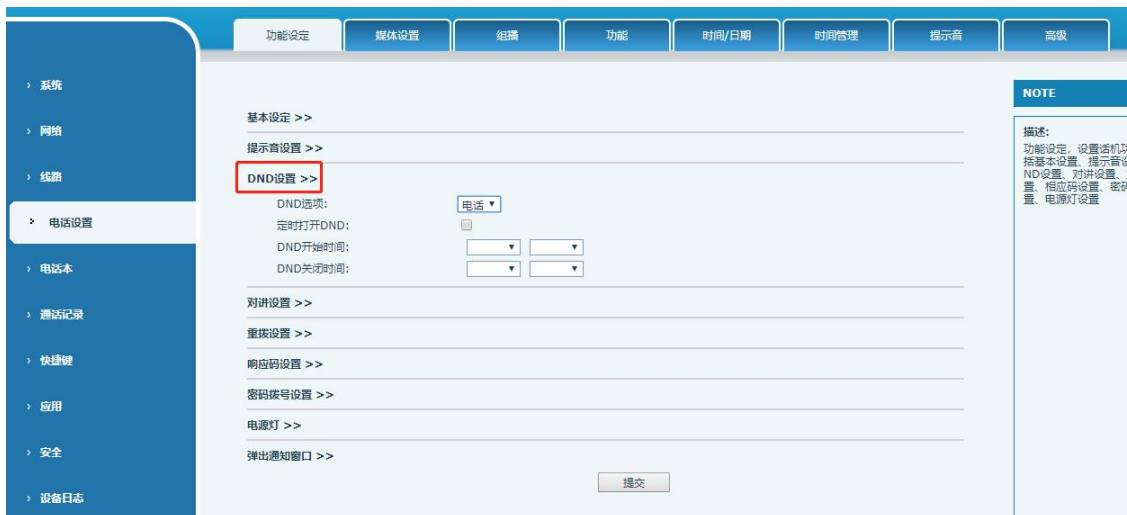 功能设定 媒体设置 组播 功能 时间/日期 时间管理 提示音 高级
› 系统
› 网络
› 线路
电话设置
› 电话本
› 通话记录
› 快捷键
› 应用
› 安全
› 设备日志
基本设定 >>
提示音设置 >>
DND设置 >>
DND选项: 电话
定时打开DND:
DND开始时间:
DND关闭时间:
对讲设置 >>
重拨设置 >>
响应码设置 >>
密码拨号设置 >>
电源灯 >>
弹出通知窗口 >>
提交
NOTE
描述:
功能设定, 设置话机
括基本设置、提示音
ND设置、对讲设置、
置、相应码设置、密
置、电源灯设置